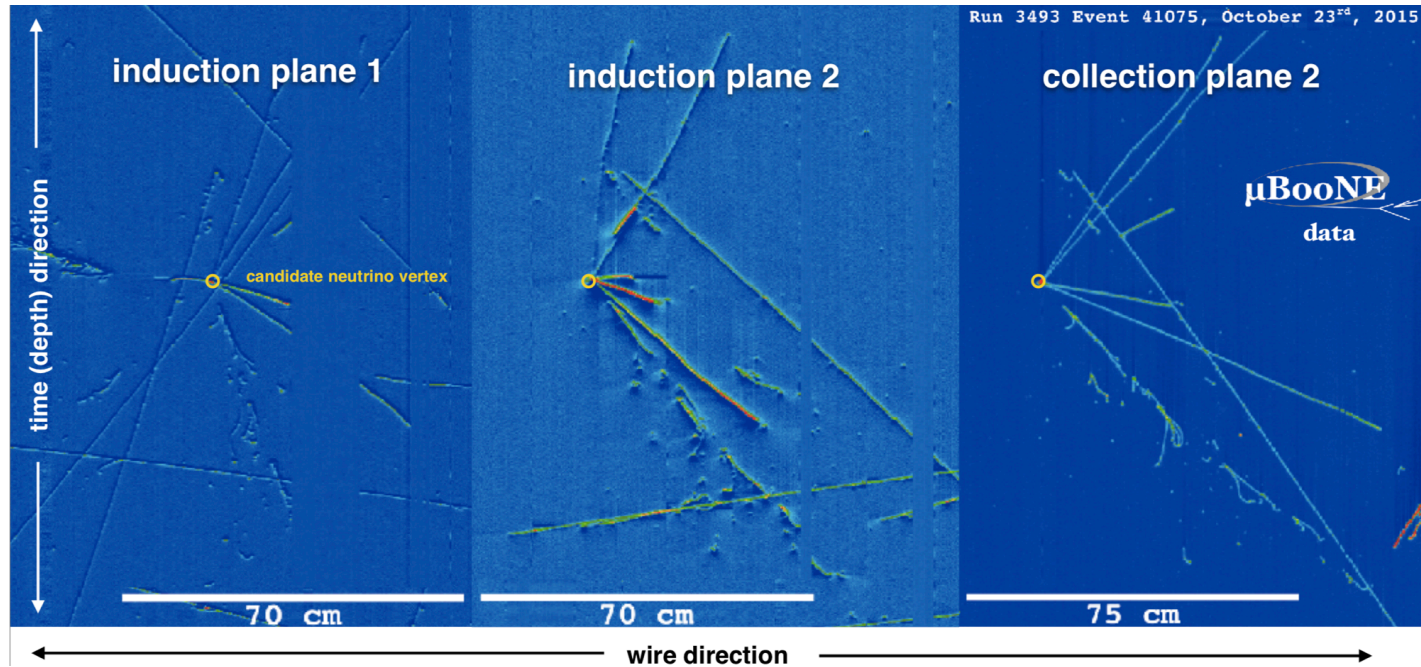 Run 3493 Event 41075, October 23rd, 2015
induction plane 1
induction plane 2
collection plane 2
µBooNE
data
candidate neutrino vertex
time (depth) direction
70 cm
70 cm
75 cm
wire direction